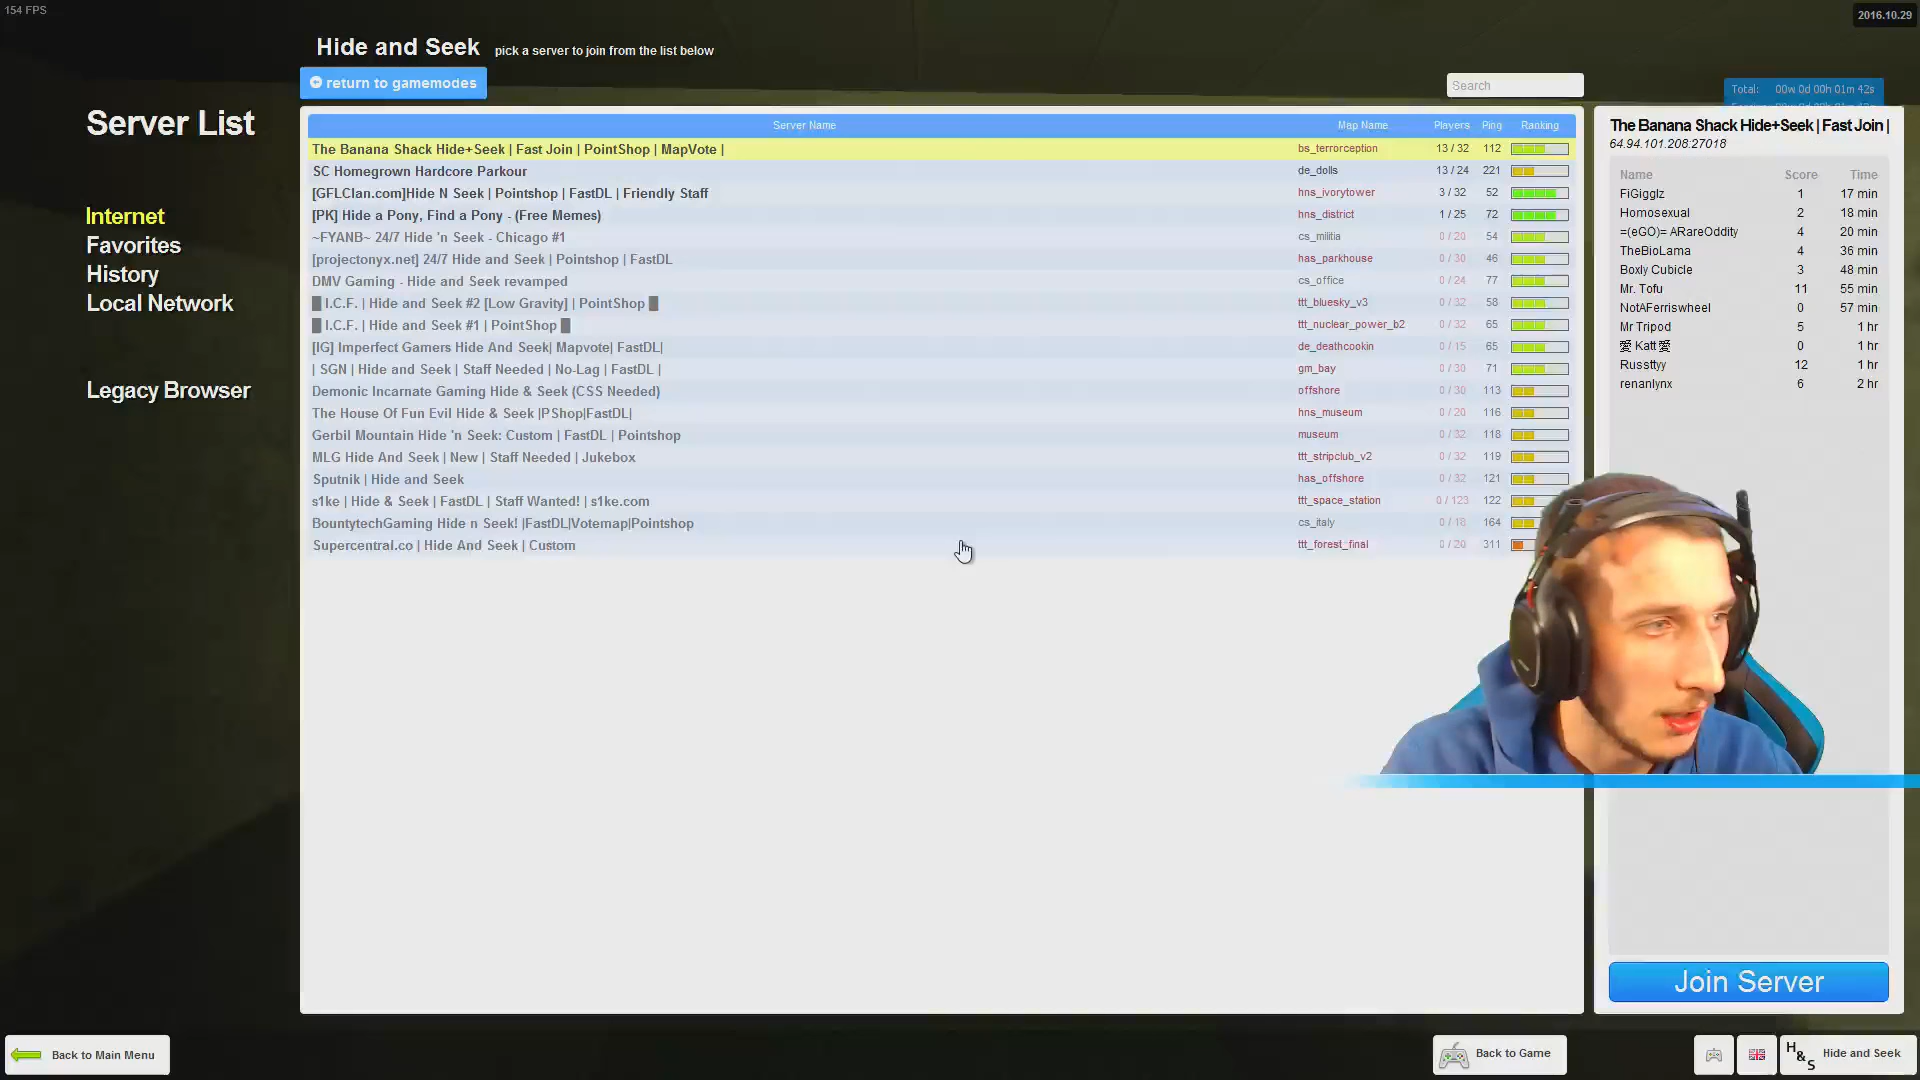 154 FPS
2016.10.29
Hide and Seek pick a server to join from the list below
return to gamemodes
Search
Total: 00w 0d 00h 01m 42s
Server List
Internet
Favorites
History
Local Network
Legacy Browser
Server Name Map Name Players Ping Ranking
The Banana Shack Hide+Seek | Fast Join | PointShop | MapVote | bs_terrorception 13 / 32 112
SC Homegrown Hardcore Parkour de_dolls 13 / 24 221
[GFLClan.com]Hide N Seek | Pointshop | FastDL | Friendly Staff hns_ivorytower 3 / 32 52
[PK] Hide a Pony, Find a Pony - (Free Memes) hns_district 1 / 25 72
~FYANB~ 24/7 Hide 'n Seek - Chicago #1 cs_militia 0 / 20 54
[projectonyx.net] 24/7 Hide and Seek | Pointshop | FastDL has_parkhouse 0 / 30 46
DMV Gaming - Hide and Seek revamped cs_office 0 / 24 77
█ I.C.F. | Hide and Seek #2 [Low Gravity] | PointShop █ ttt_bluesky_v3 0 / 32 58
█ I.C.F. | Hide and Seek #1 | PointShop █ ttt_nuclear_power_b2 0 / 32 65
[IG] Imperfect Gamers Hide And Seek| Mapvote| FastDL| de_deathcookin 0 / 15 65
| SGN | Hide and Seek | Staff Needed | No-Lag | FastDL | gm_bay 0 / 30 71
Demonic Incarnate Gaming Hide & Seek (CSS Needed) offshore 0 / 30 113
The House Of Fun Evil Hide & Seek |PShop|FastDL| hns_museum 0 / 20 116
Gerbil Mountain Hide 'n Seek: Custom | FastDL | Pointshop museum 0 / 32 118
MLG Hide And Seek | New | Staff Needed | Jukebox ttt_stripclub_v2 0 / 32 119
Sputnik | Hide and Seek has_offshore 0 / 32 121
s1ke | Hide & Seek | FastDL | Staff Wanted! | s1ke.com ttt_space_station 0 / 123 122
BountytechGaming Hide n Seek! |FastDL|Votemap|Pointshop cs_italy 0 / 18 164
Supercentral.co | Hide And Seek | Custom ttt_forest_final 0 / 20 311
The Banana Shack Hide+Seek | Fast Join |
64.94.101.208:27018
Name Score Time
FiGigglz 1 17 min
Homosexual 2 18 min
=(eGO)= ARareOddity 4 20 min
TheBioLama 4 36 min
Boxly Cubicle 3 48 min
Mr. Tofu 11 55 min
NotAFerriswheel 0 57 min
Mr Tripod 5 1 hr
愛 Katt 愛 0 1 hr
Russttyy 12 1 hr
renanlynx 6 2 hr
Join Server
Back to Main Menu
Back to Game
H&S Hide and Seek